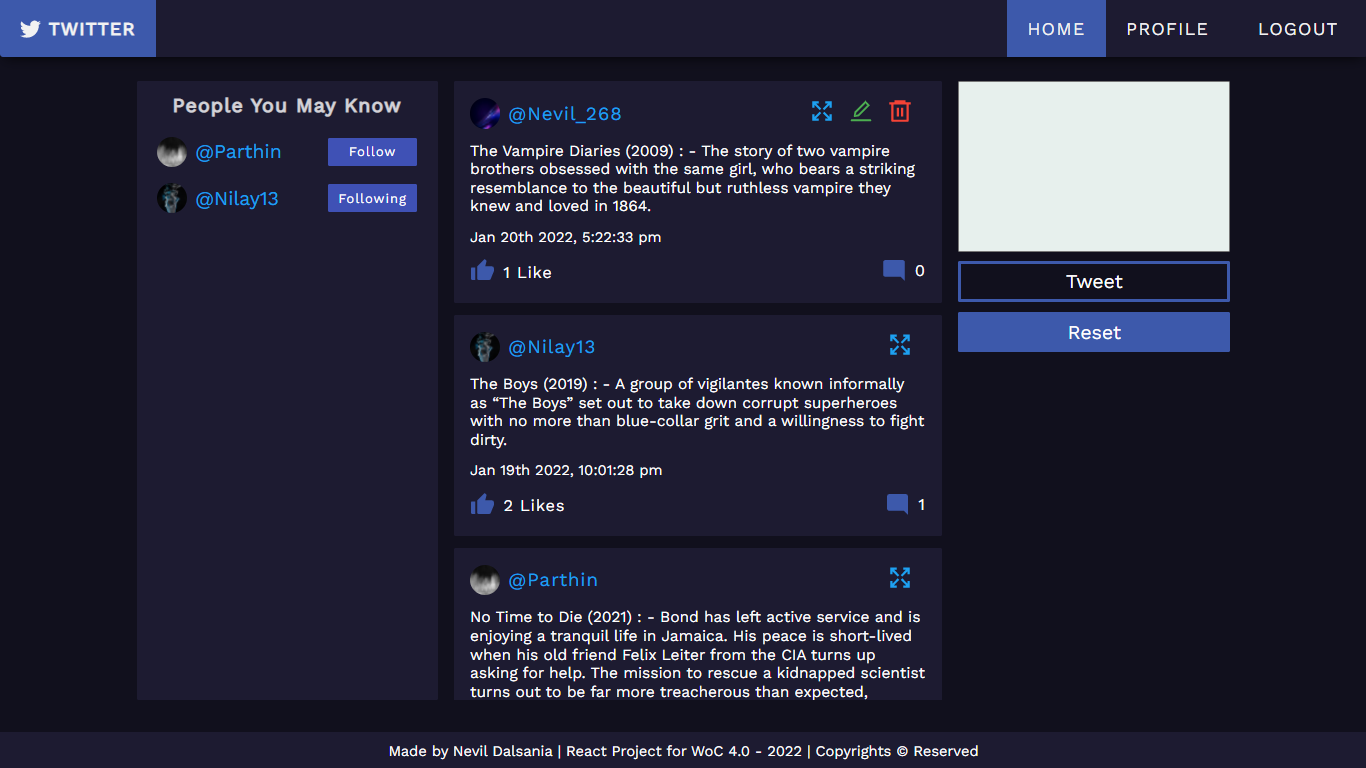 TWITTER
HOME
PROFILE
LOGOUT
People You May Know
@Parthin
Follow
@Nilay13
Following
@Nevil_268
The Vampire Diaries (2009) : - The story of two vampire
brothers obsessed with the same girl, who bears a striking
resemblance to the beautiful but ruthless vampire they
knew and loved in 1864.
Jan 20th 2022, 5:22:33 pm
1 Like
0
@Nilay13
The Boys (2019) : - A group of vigilantes known informally
as “The Boys” set out to take down corrupt superheroes
with no more than blue-collar grit and a willingness to fight
dirty.
Jan 19th 2022, 10:01:28 pm
2 Likes
1
@Parthin
No Time to Die (2021) : - Bond has left active service and is
enjoying a tranquil life in Jamaica. His peace is short-lived
when his old friend Felix Leiter from the CIA turns up
asking for help. The mission to rescue a kidnapped scientist
turns out to be far more treacherous than expected,
Tweet
Reset
Made by Nevil Dalsania | React Project for WoC 4.0 - 2022 | Copyrights © Reserved